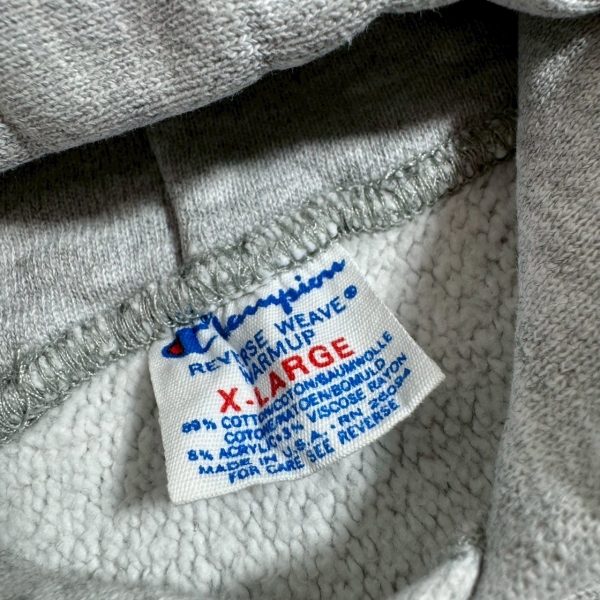 Champion
REVERSE WEAVE®
WARMUP
X-LARGE
89% COTTON/COTON/BAUMWOLLE
COTONE/KATOEN/BOMULD
8% ACRYLIC 3% VISCOSE RAYON
MADE IN U.S.A. RN 26094
FOR CARE SEE REVERSE